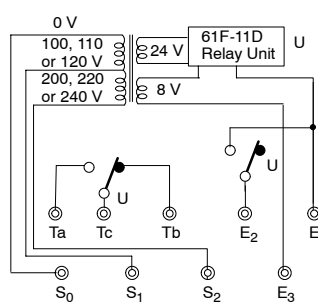 0 V
100, 110
or 120 V
200, 220
or 240 V
24 V
8 V
61F-11D
Relay Unit
U
U
U
Ta
Tc
Tb
E2
E
S0
S1
S2
E3